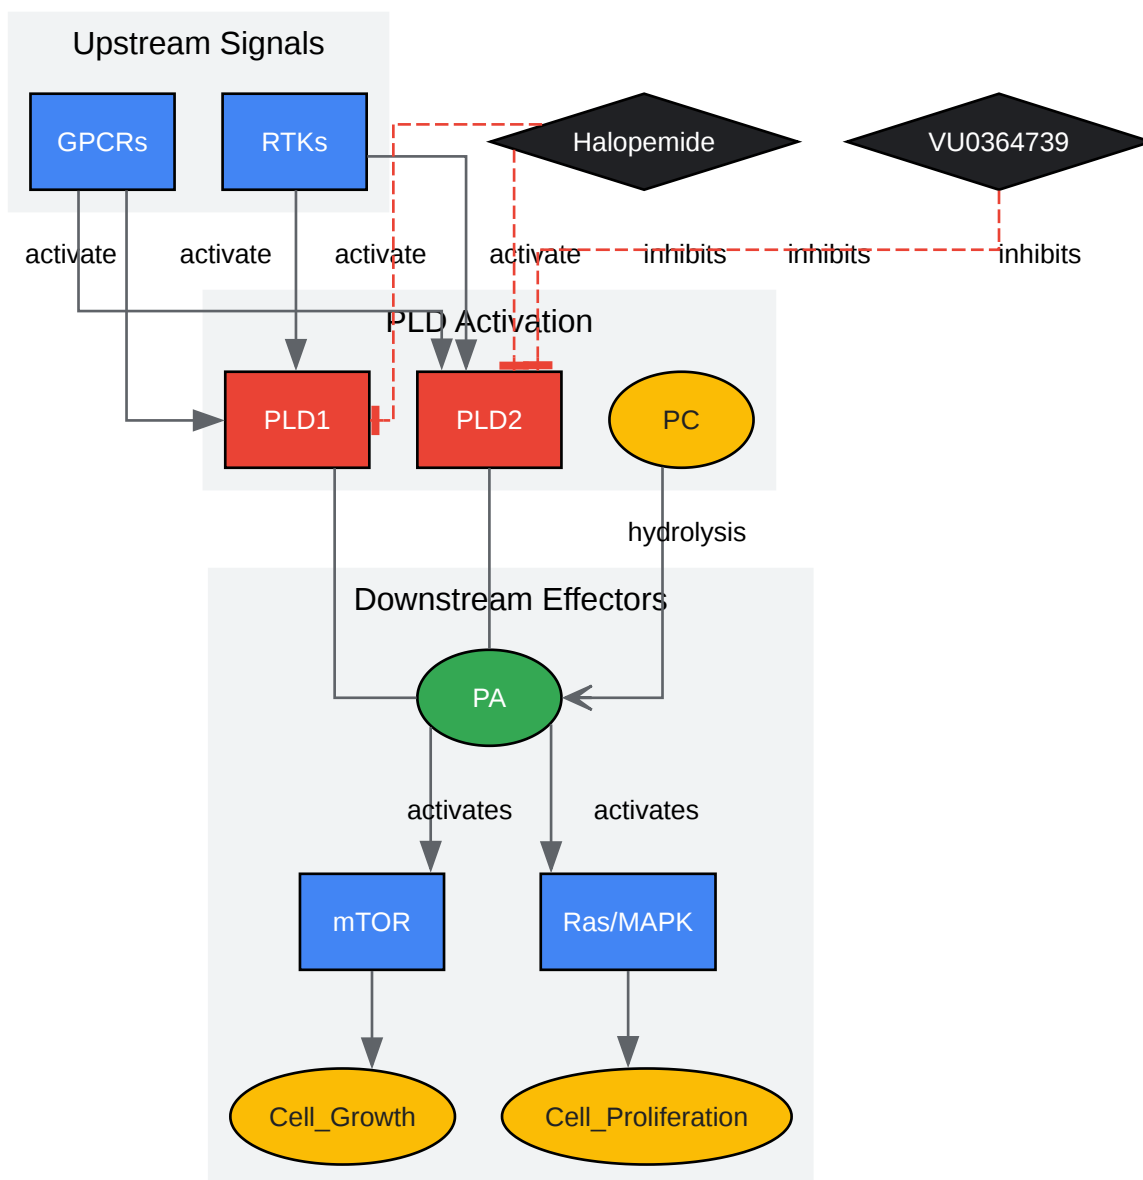 Upstream Signals
GPCRs
RTKs
Halopemide
VU0364739
activate
activate
activate
activate
inhibits
inhibits
inhibits
PLD Activation
PLD1
PLD2
PC
hydrolysis
Downstream Effectors
PA
activates
activates
mTOR
Ras/MAPK
Cell_Growth
Cell_Proliferation